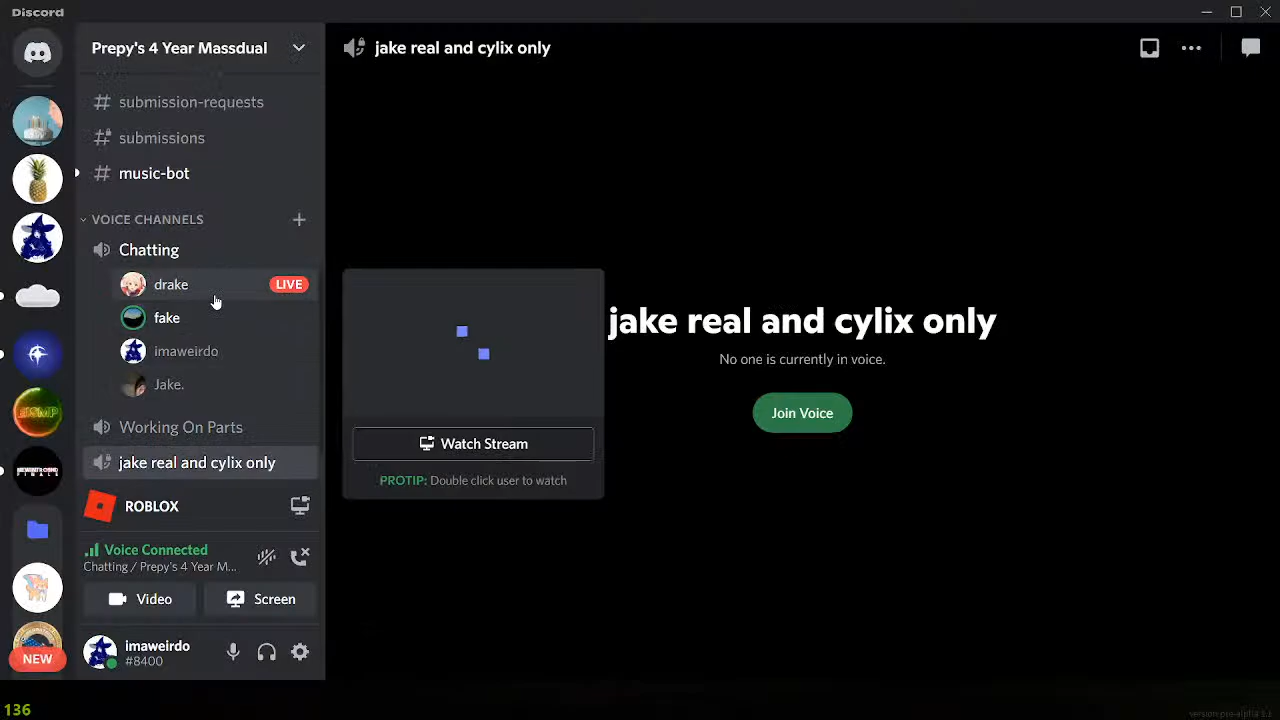 Discord
Prepy's 4 Year Massdual
jake real and cylix only
submission-requests
submissions
music-bot
VOICE CHANNELS
Chatting
drake
LIVE
fake
imaweirdo
Jake.
Working On Parts
jake real and cylix only
ROBLOX
Voice Connected
Chatting / Prepy's 4 Year M...
Video
Screen
imaweirdo
#8400
NEW
Watch Stream
PROTIP: Double click user to watch
jake real and cylix only
No one is currently in voice.
Join Voice
136